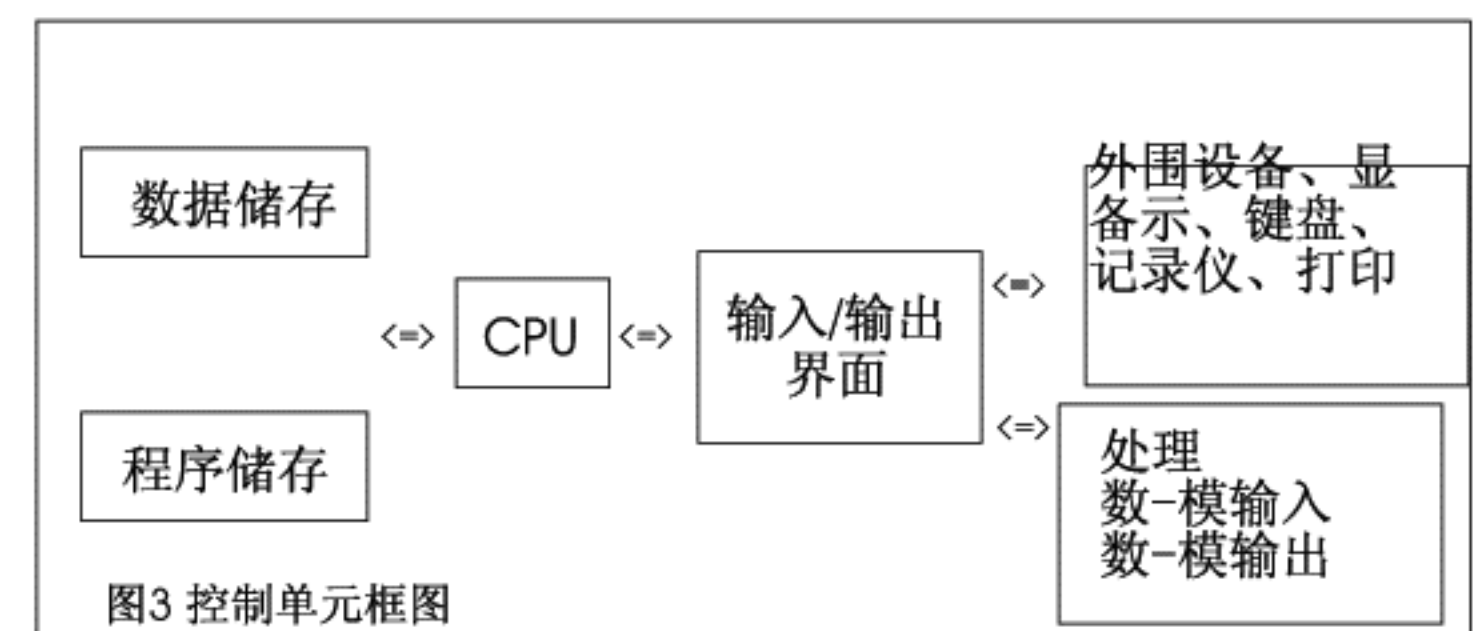 数据储存
程序储存
<=>
CPU
<=>
输入/输出
界面
<=>
外围设备、显
备示、键盘、
记录仪、打印
<=>
处理
数-模输入
数-模输出
图3 控制单元框图